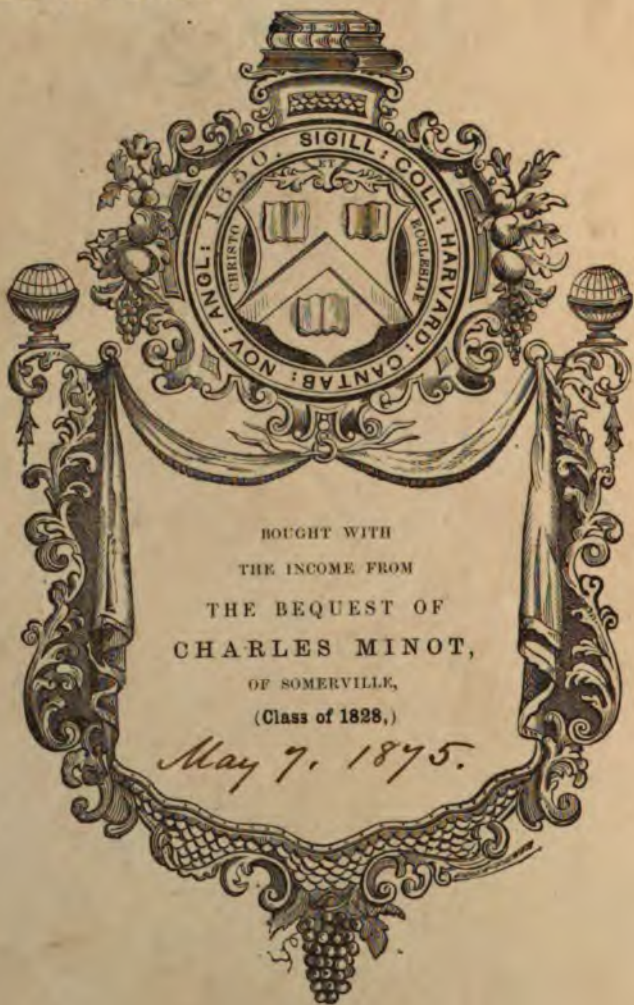 SIGILL: COLL: HARVARD: CANTAB: NOV: ANGL: 1650.
ET
CHRISTO
ECCLESIAE
BOUGHT WITH
THE INCOME FROM
THE BEQUEST OF
CHARLES MINOT,
OF SOMERVILLE,
(Class of 1828,)
May 7. 1875.